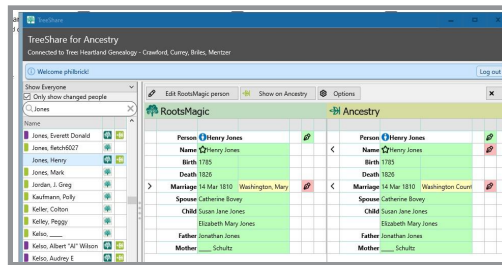 TreeShare
TreeShare for Ancestry
Connected to Tree: Heartland Genealogy - Crawford, Currey, Briles, Mentzer
Welcome philbrick!
Log out
Show Everyone
Only show changed people
Jones
Name
Jones, Everett Donald
Jones, fletch6027
Jones, Henry
Jones, Mark
Jordan, J. Greg
Kaufmann, Polly
Keller, Colton
Kelley, Peggy
Kelso, ____
Kelso, Albert "Al" Wilson
Kelso, Audrey E
Edit RootsMagic person
Show on Ancestry
Options
RootsMagic
Person Henry Jones
Name Henry Jones
Birth 1785
Death 1826
Marriage 14 Mar 1810 Washington, Mary
Spouse Catherine Bovey
Child Susan Jane Jones
Elizabeth Mary Jones
Father Jonathan Jones
Mother ____ Schultz
Ancestry
Person Henry Jones
Name Henry Jones
Birth 1785
Death 1826
Marriage 14 Mar 1810 Washington Count
Spouse Catherine Bovey
Child Susan Jane Jones
Elizabeth Mary Jones
Father Jonathan Jones
Mother ____ Schultz